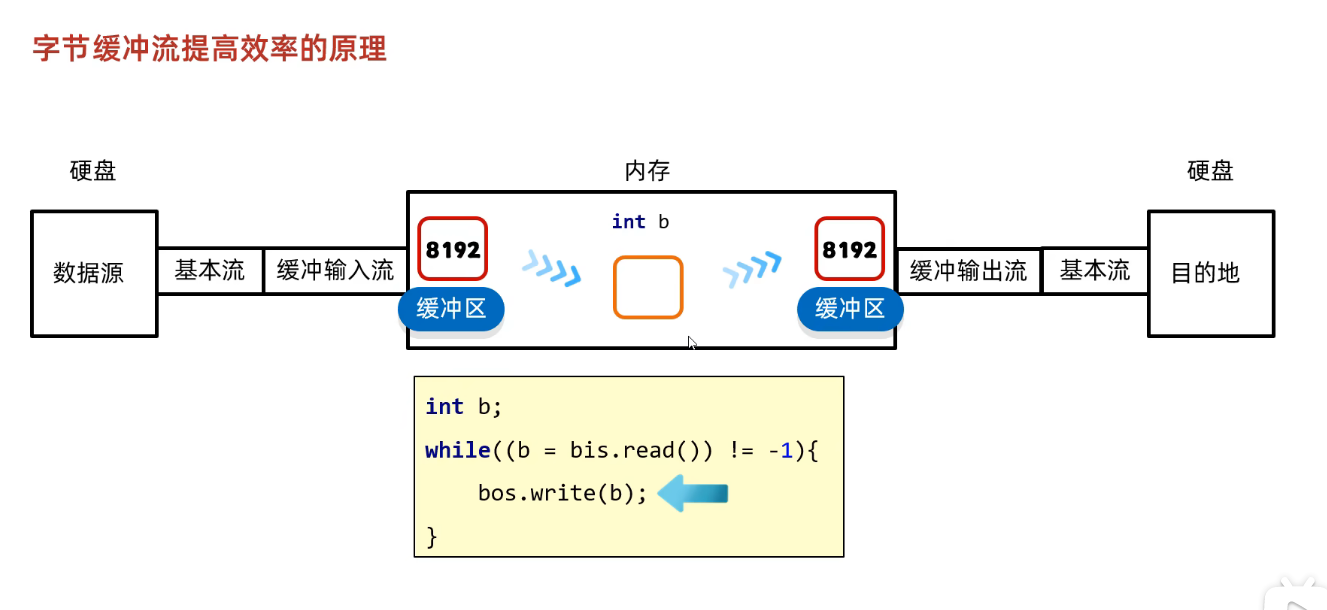 字节缓冲流提高效率的原理
硬盘
内存
硬盘
int b
8192
8192
数据源
基本流
缓冲输入流
缓冲输出流
基本流
目的地
缓冲区
缓冲区
int b;
while((b = bis.read()) != -1){
bos.write(b);
}